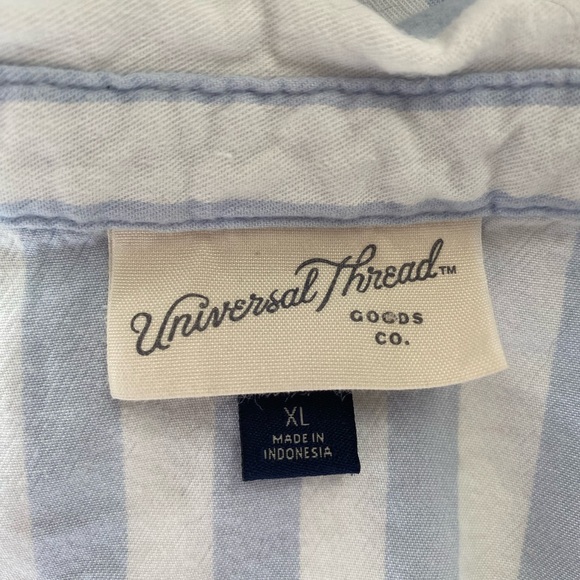 Universal Thread™
GOODS
CO.
XL
MADE IN
INDONESIA